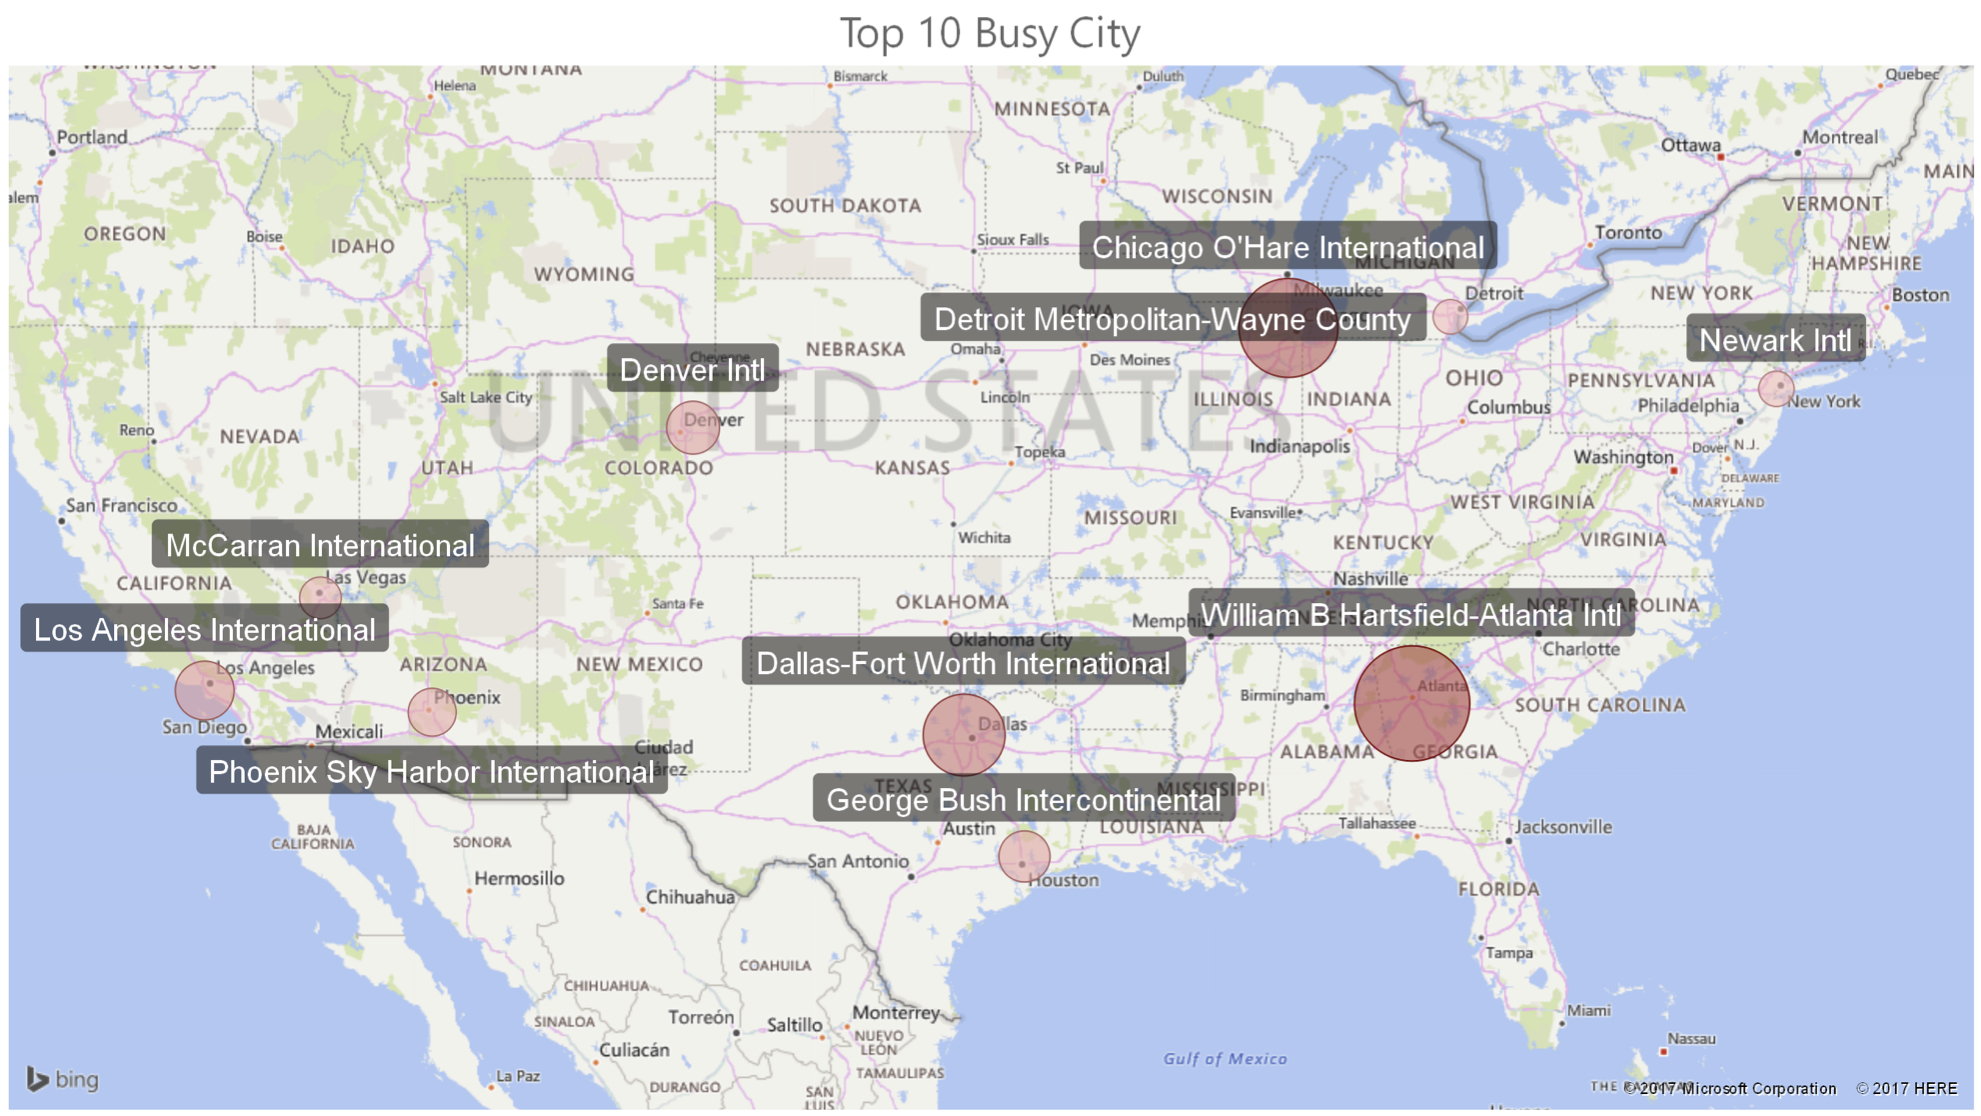 Top 10 Busy City
WASHINGTON
MONTANA
Bismarck
Duluth
Quebec
Helena
MINNESOTA
Portland
Ottawa
Montreal
alem
St Paul
MAIN
OREGON
Boise
IDAHO
SOUTH DAKOTA
WISCONSIN
VERMONT
Sioux Falls
Toronto
NEW
HAMPSHIRE
WYOMING
Chicago O'Hare International
MICHIGAN
Milwaukee
Detroit
NEW YORK
Boston
IOWA
Detroit Metropolitan-Wayne County
Newark Intl
R.I.
Cheyenne
NEBRASKA
Omaha
Des Moines
Denver Intl
UNITED STATES
Salt Lake City
Lincoln
ILLINOIS
INDIANA
OHIO
Columbus
PENNSYLVANIA
Philadelphia
New York
Reno
NEVADA
Denver
UTAH
COLORADO
KANSAS
Topeka
Indianapolis
Washington
Dover
N.J.
DELAWARE
MARYLAND
San Francisco
MISSOURI
Evansville
WEST VIRGINIA
Wichita
KENTUCKY
VIRGINIA
McCarran International
CALIFORNIA
Las Vegas
Santa Fe
OKLAHOMA
Nashville
Memphis
William B Hartsfield-Atlanta Intl
NORTH CAROLINA
Los Angeles International
Oklahoma City
Charlotte
Los Angeles
ARIZONA
NEW MEXICO
Dallas-Fort Worth International
Phoenix
Birmingham
Atlanta
SOUTH CAROLINA
San Diego
Mexicali
Dallas
Ciudad
Juárez
ALABAMA
GEORGIA
Phoenix Sky Harbor International
TEXAS
MISSISSIPPI
George Bush Intercontinental
BAJA
CALIFORNIA
SONORA
Austin
LOUISIANA
Tallahassee
Jacksonville
San Antonio
Houston
Hermosillo
Chihuahua
FLORIDA
Tampa
COAHUILA
CHIHUAHUA
SINALOA
Torreón
Saltillo
Monterrey
NUEVO
LEÓN
Miami
Nassau
Culiacán
Gulf of Mexico
La Paz
DURANGO
TAMAULIPAS
SAN
LUIS
bing
THE BAHAMAS
© 2017 Microsoft Corporation
© 2017 HERE